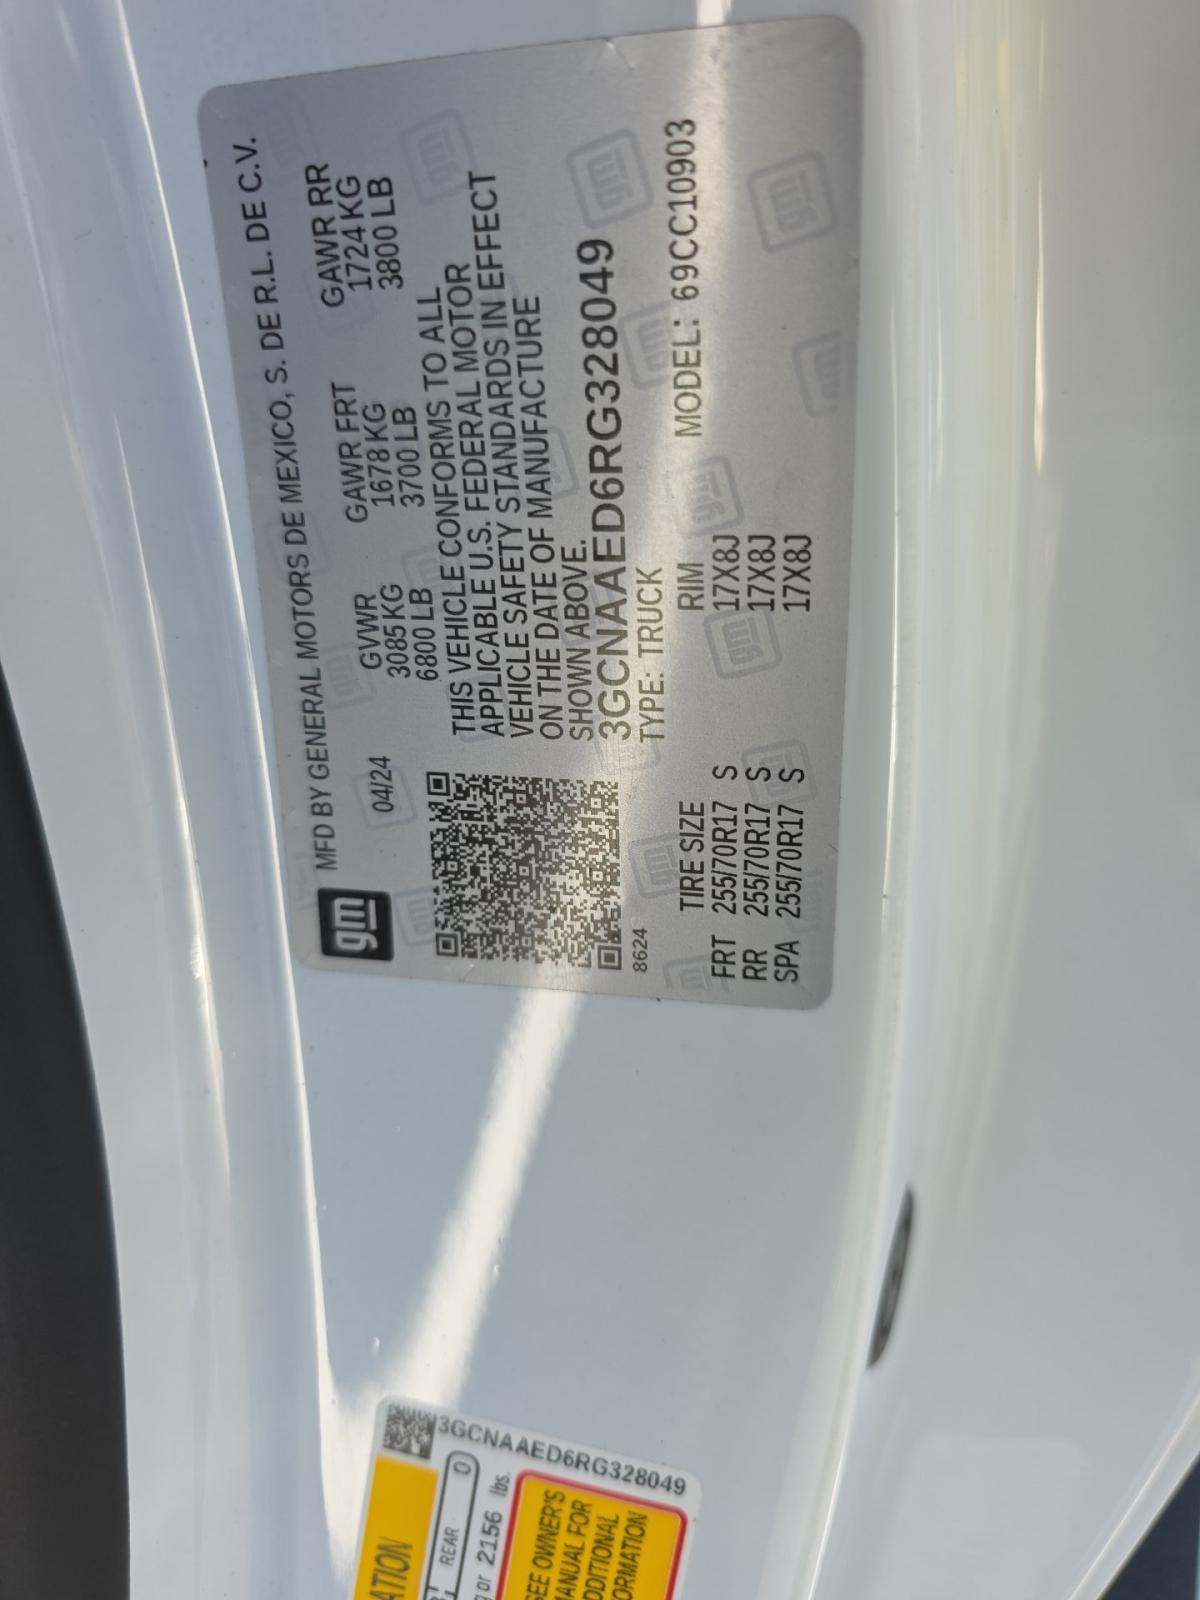 gm MFD BY GENERAL MOTORS DE MEXICO, S. DE R.L. DE C.V.
04/24 GVWR GAWR FRT GAWR RR
3085 KG 1678 KG 1724 KG
6800 LB 3700 LB 3800 LB
THIS VEHICLE CONFORMS TO ALL
APPLICABLE U.S. FEDERAL MOTOR
VEHICLE SAFETY STANDARDS IN EFFECT
ON THE DATE OF MANUFACTURE
SHOWN ABOVE.
3GCNAAED6RG328049
8624 TYPE: TRUCK
TIRE SIZE RIM MODEL: 69CC10903
FRT 255/70R17 S 17X8J
RR 255/70R17 S 17X8J
SPA 255/70R17 S 17X8J
3GCNAAED6RG328049
REAR 0
or 2156 lbs.
SEE OWNER'S
FOR